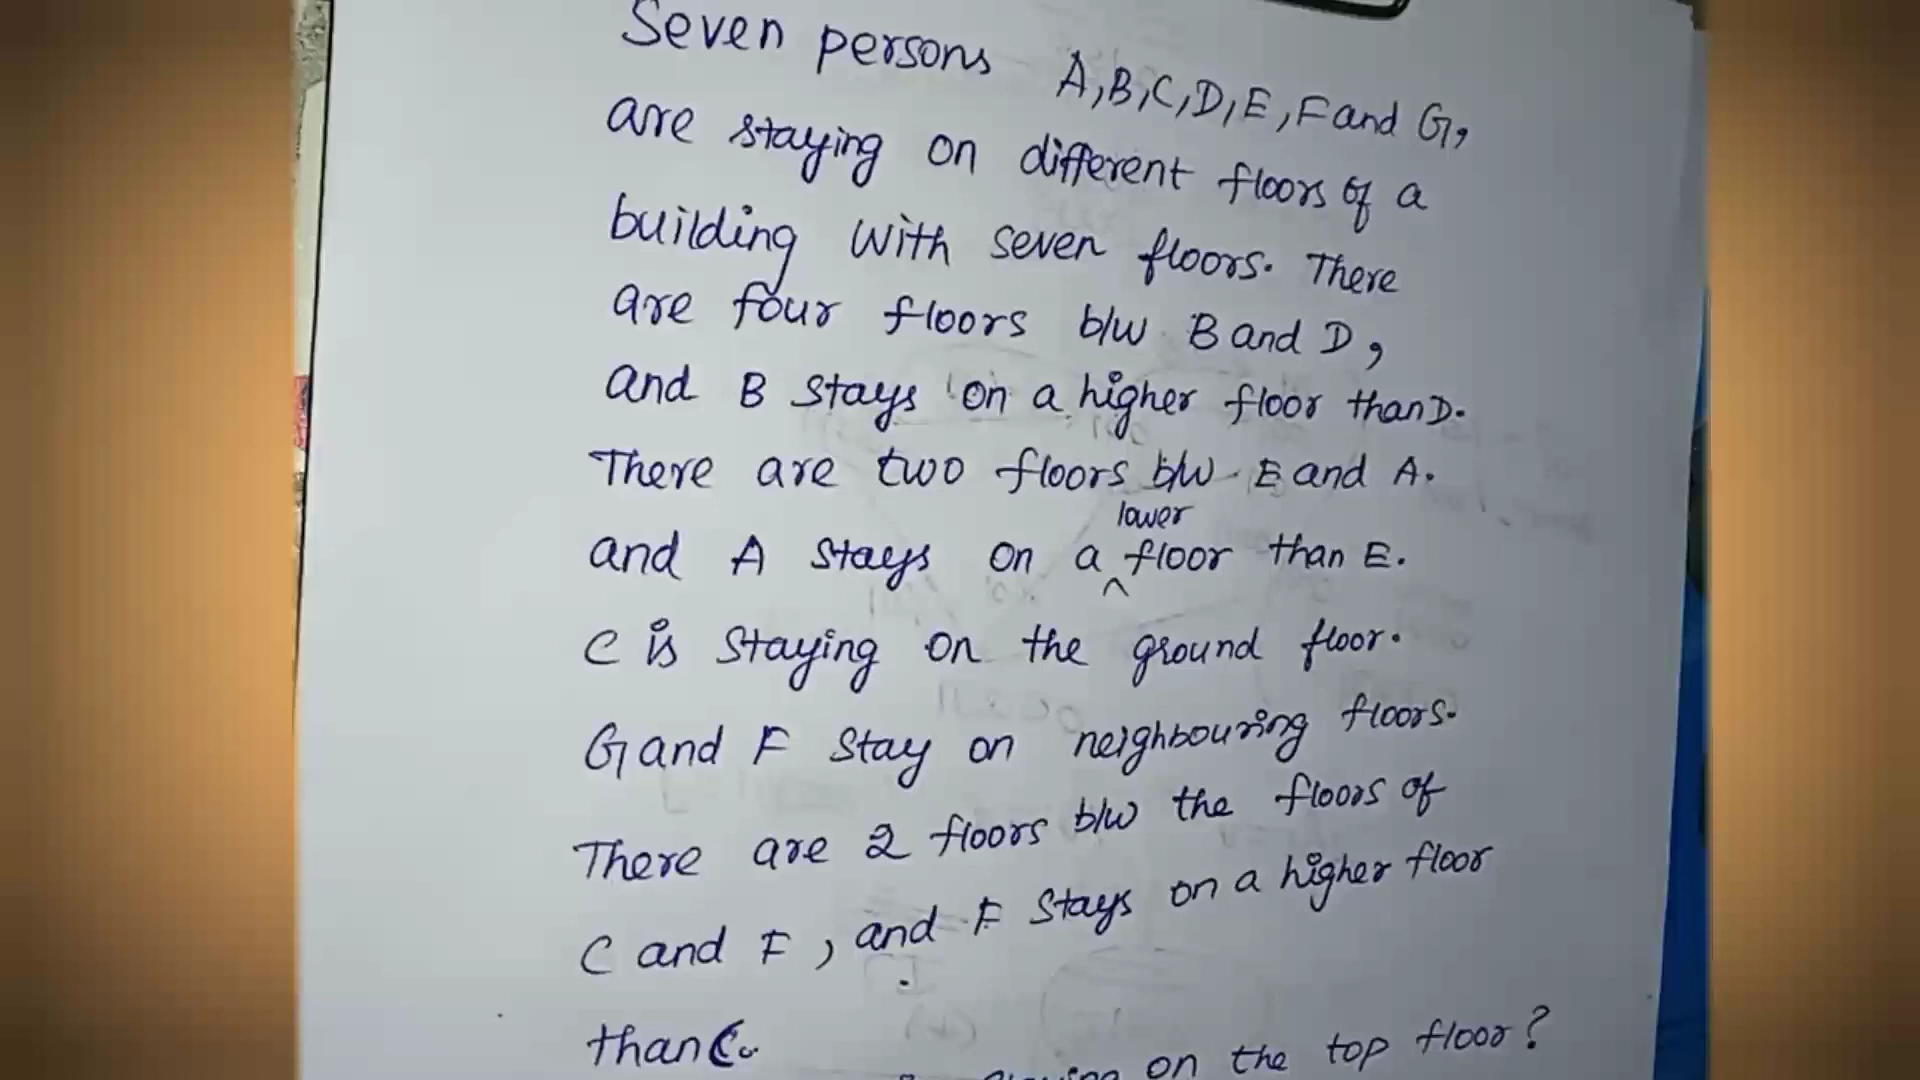 Seven persons A, B, C, D, E, F and G,
are staying on different floors of a
building with seven floors. There
are four floors b/w B and D,
and B stays on a higher floor than D.
There are two floors b/w E and A.
and A stays on a lower floor than E.
C is staying on the ground floor.
G and F stay on neighbouring floors.
There are 2 floors b/w the floors of
C and F, and F stays on a higher floor
than C.
on the top floor?